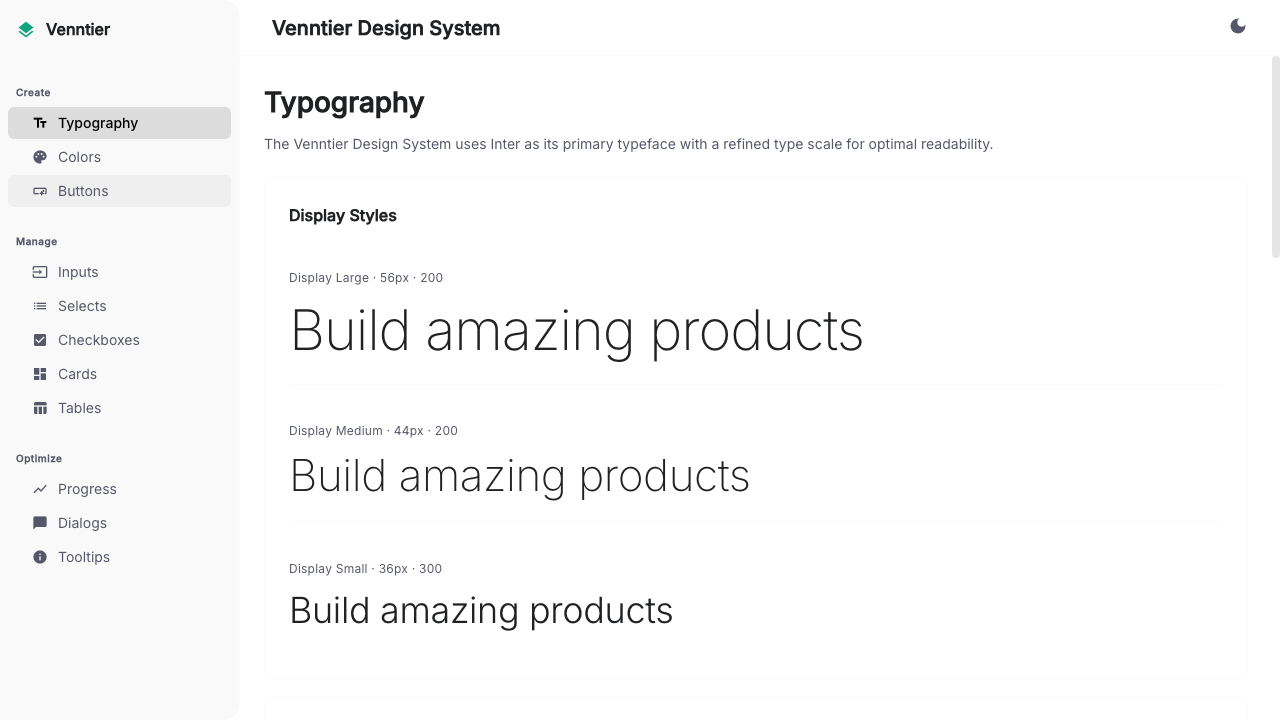 Venntier
Create
Typography
Colors
Buttons
Manage
Inputs
Selects
Checkboxes
Cards
Tables
Optimize
Progress
Dialogs
Tooltips
Venntier Design System
Typography
The Venntier Design System uses Inter as its primary typeface with a refined type scale for optimal readability.
Display Styles
Display Large · 56px · 200
Build amazing products
Display Medium · 44px · 200
Build amazing products
Display Small · 36px · 300
Build amazing products